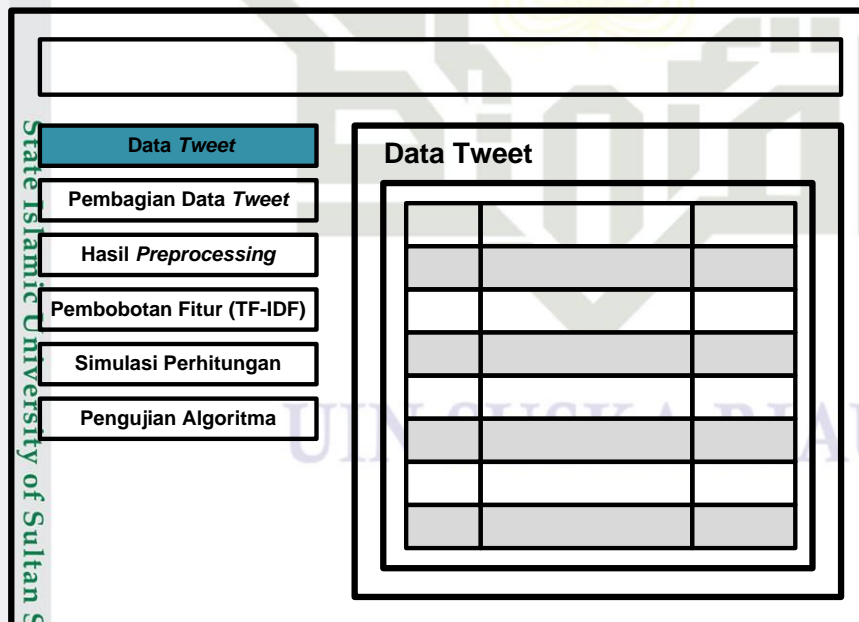 Data Tweet
Pembagian Data Tweet
Hasil Preprocessing
Pembobotan Fitur (TF-IDF)
Simulasi Perhitungan
Pengujian Algoritma
Data Tweet
State Islamic University of Sultan S
UIN SUSKA RIAU